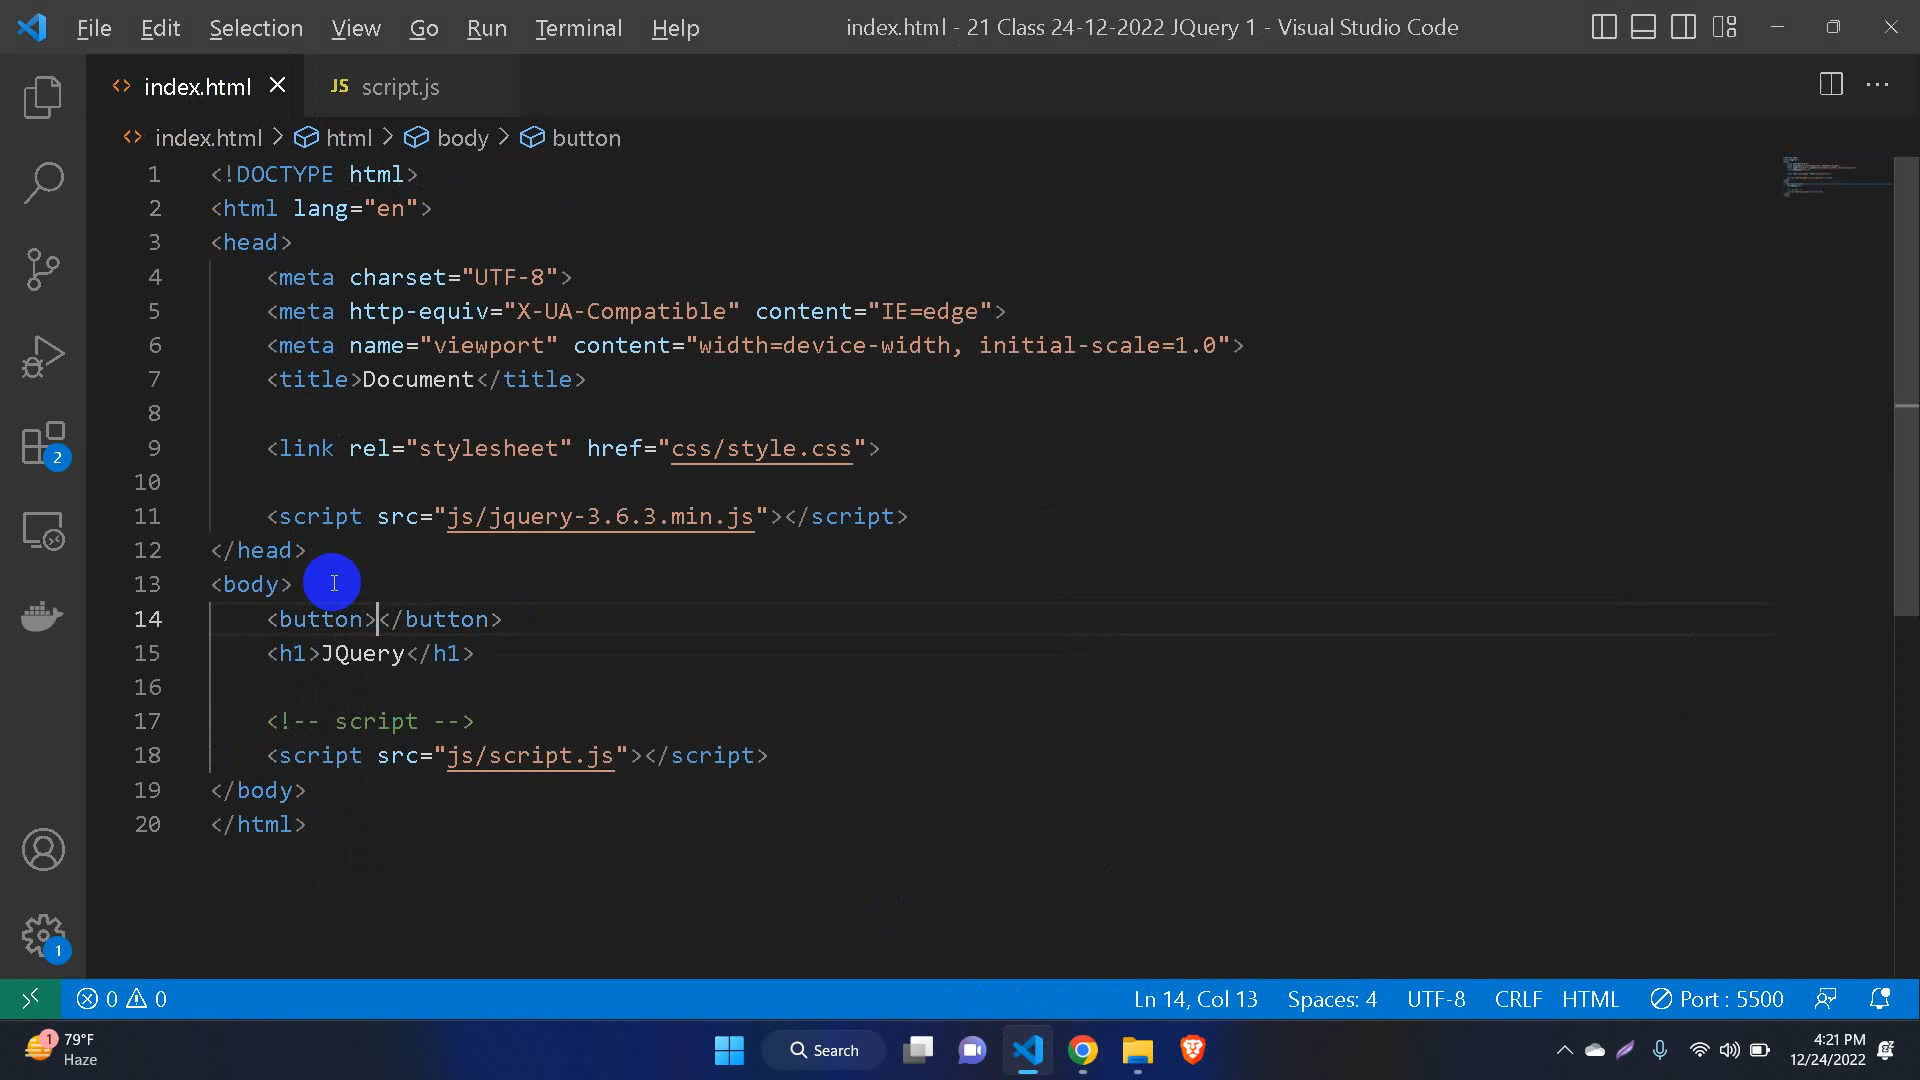 File Edit Selection View Go Run Terminal Help index.html - 21 Class 24-12-2022 JQuery 1 - Visual Studio Code
index.html JS script.js
index.html > html > body > button
1 <!DOCTYPE html>
2 <html lang="en">
3 <head>
4 <meta charset="UTF-8">
5 <meta http-equiv="X-UA-Compatible" content="IE=edge">
6 <meta name="viewport" content="width=device-width, initial-scale=1.0">
7 <title>Document</title>
8
9 <link rel="stylesheet" href="css/style.css">
10
11 <script src="js/jquery-3.6.3.min.js"></script>
12 </head>
13 <body>
14 <button></button>
15 <h1>JQuery</h1>
16
17 <!-- script -->
18 <script src="js/script.js"></script>
19 </body>
20 </html>
2
1
0 0 Ln 14, Col 13 Spaces: 4 UTF-8 CRLF HTML Port : 5500
1 79°F
Haze
Search
4:21 PM
12/24/2022